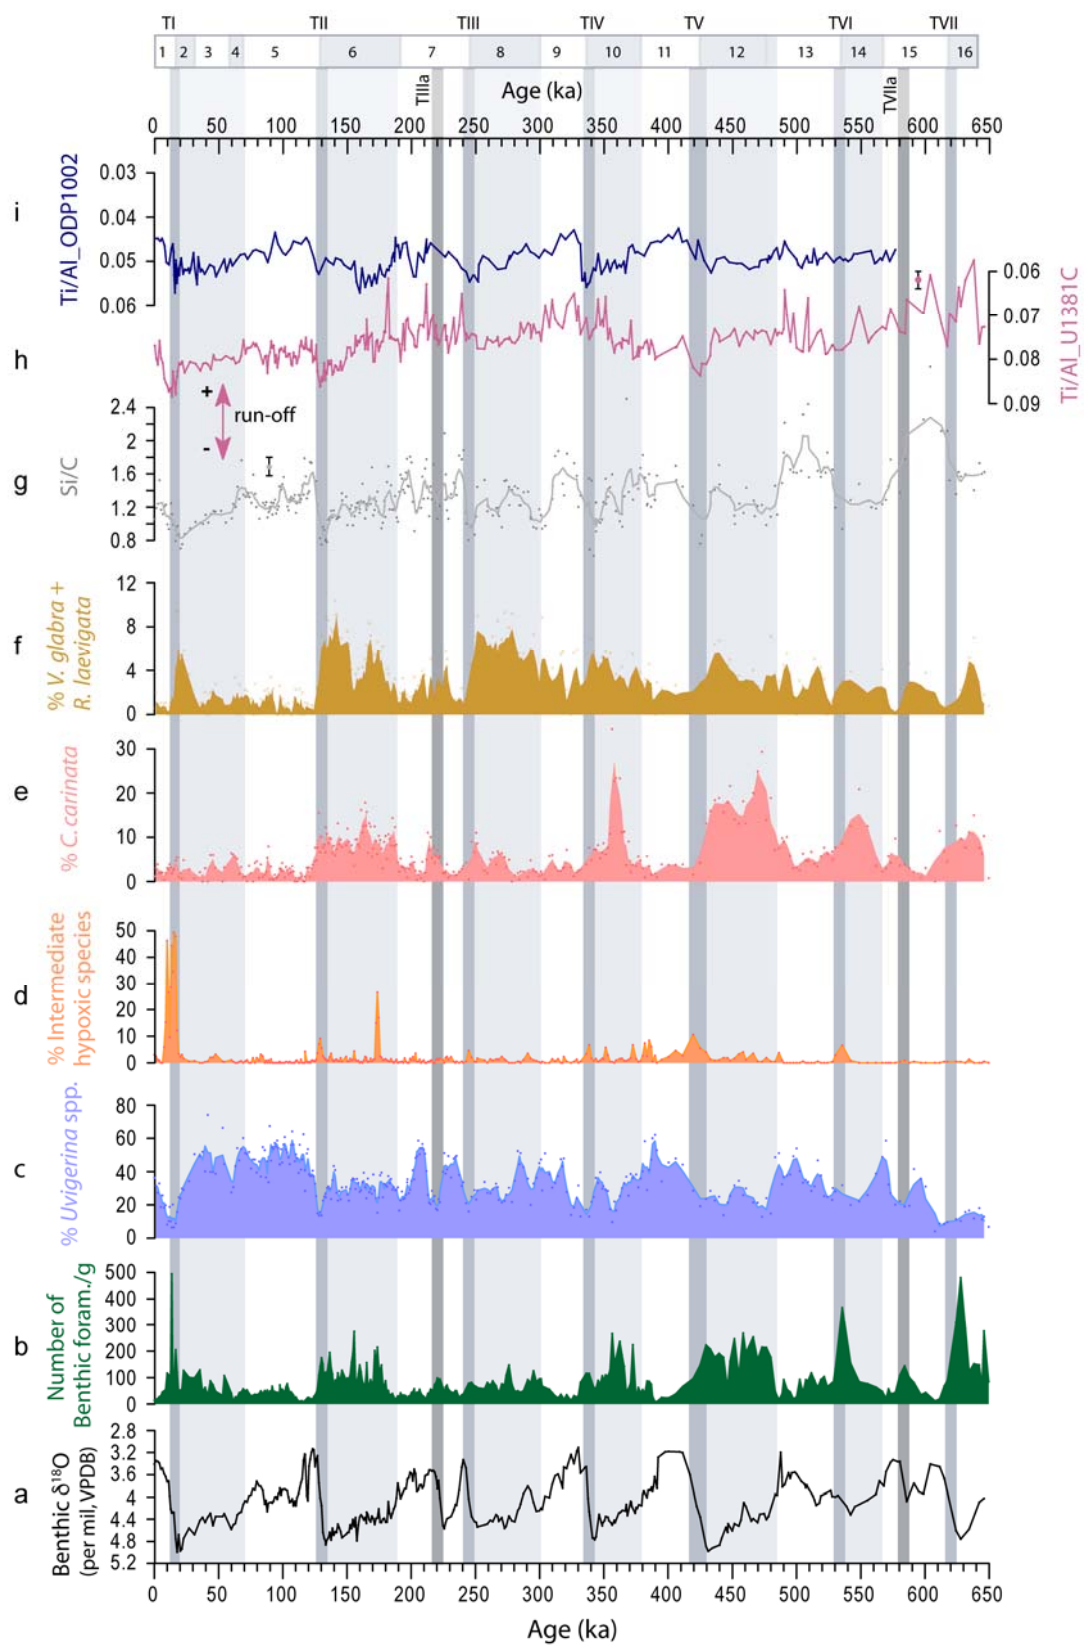 TI TII TIII TIV TV TVI TVII
1 2 3 4 5 6 7 8 9 10 11 12 13 14 15 16
TIIIa
TVIIa
Age (ka)
0 50 100 150 200 250 300 350 400 450 500 550 600 650
i
Ti/Al_ODP1002
0.03
0.04
0.05
0.06
h
0.06
0.07
0.08
0.09
Ti/Al_U1381C
+
run-off
-
g
Si/C
2.4
2
1.6
1.2
0.8
f
% V. glabra +
R. laevigata
12
8
4
0
e
% C. carinata
30
20
10
0
d
% Intermediate
hypoxic species
50
40
30
20
10
0
c
% Uvigerina spp.
80
60
40
20
0
b
Number of
Benthic foram./g
500
400
300
200
100
0
a
Benthic δ¹⁸O
(per mil, VPDB)
2.8
3.2
3.6
4
4.4
4.8
5.2
0 50 100 150 200 250 300 350 400 450 500 550 600 650
Age (ka)